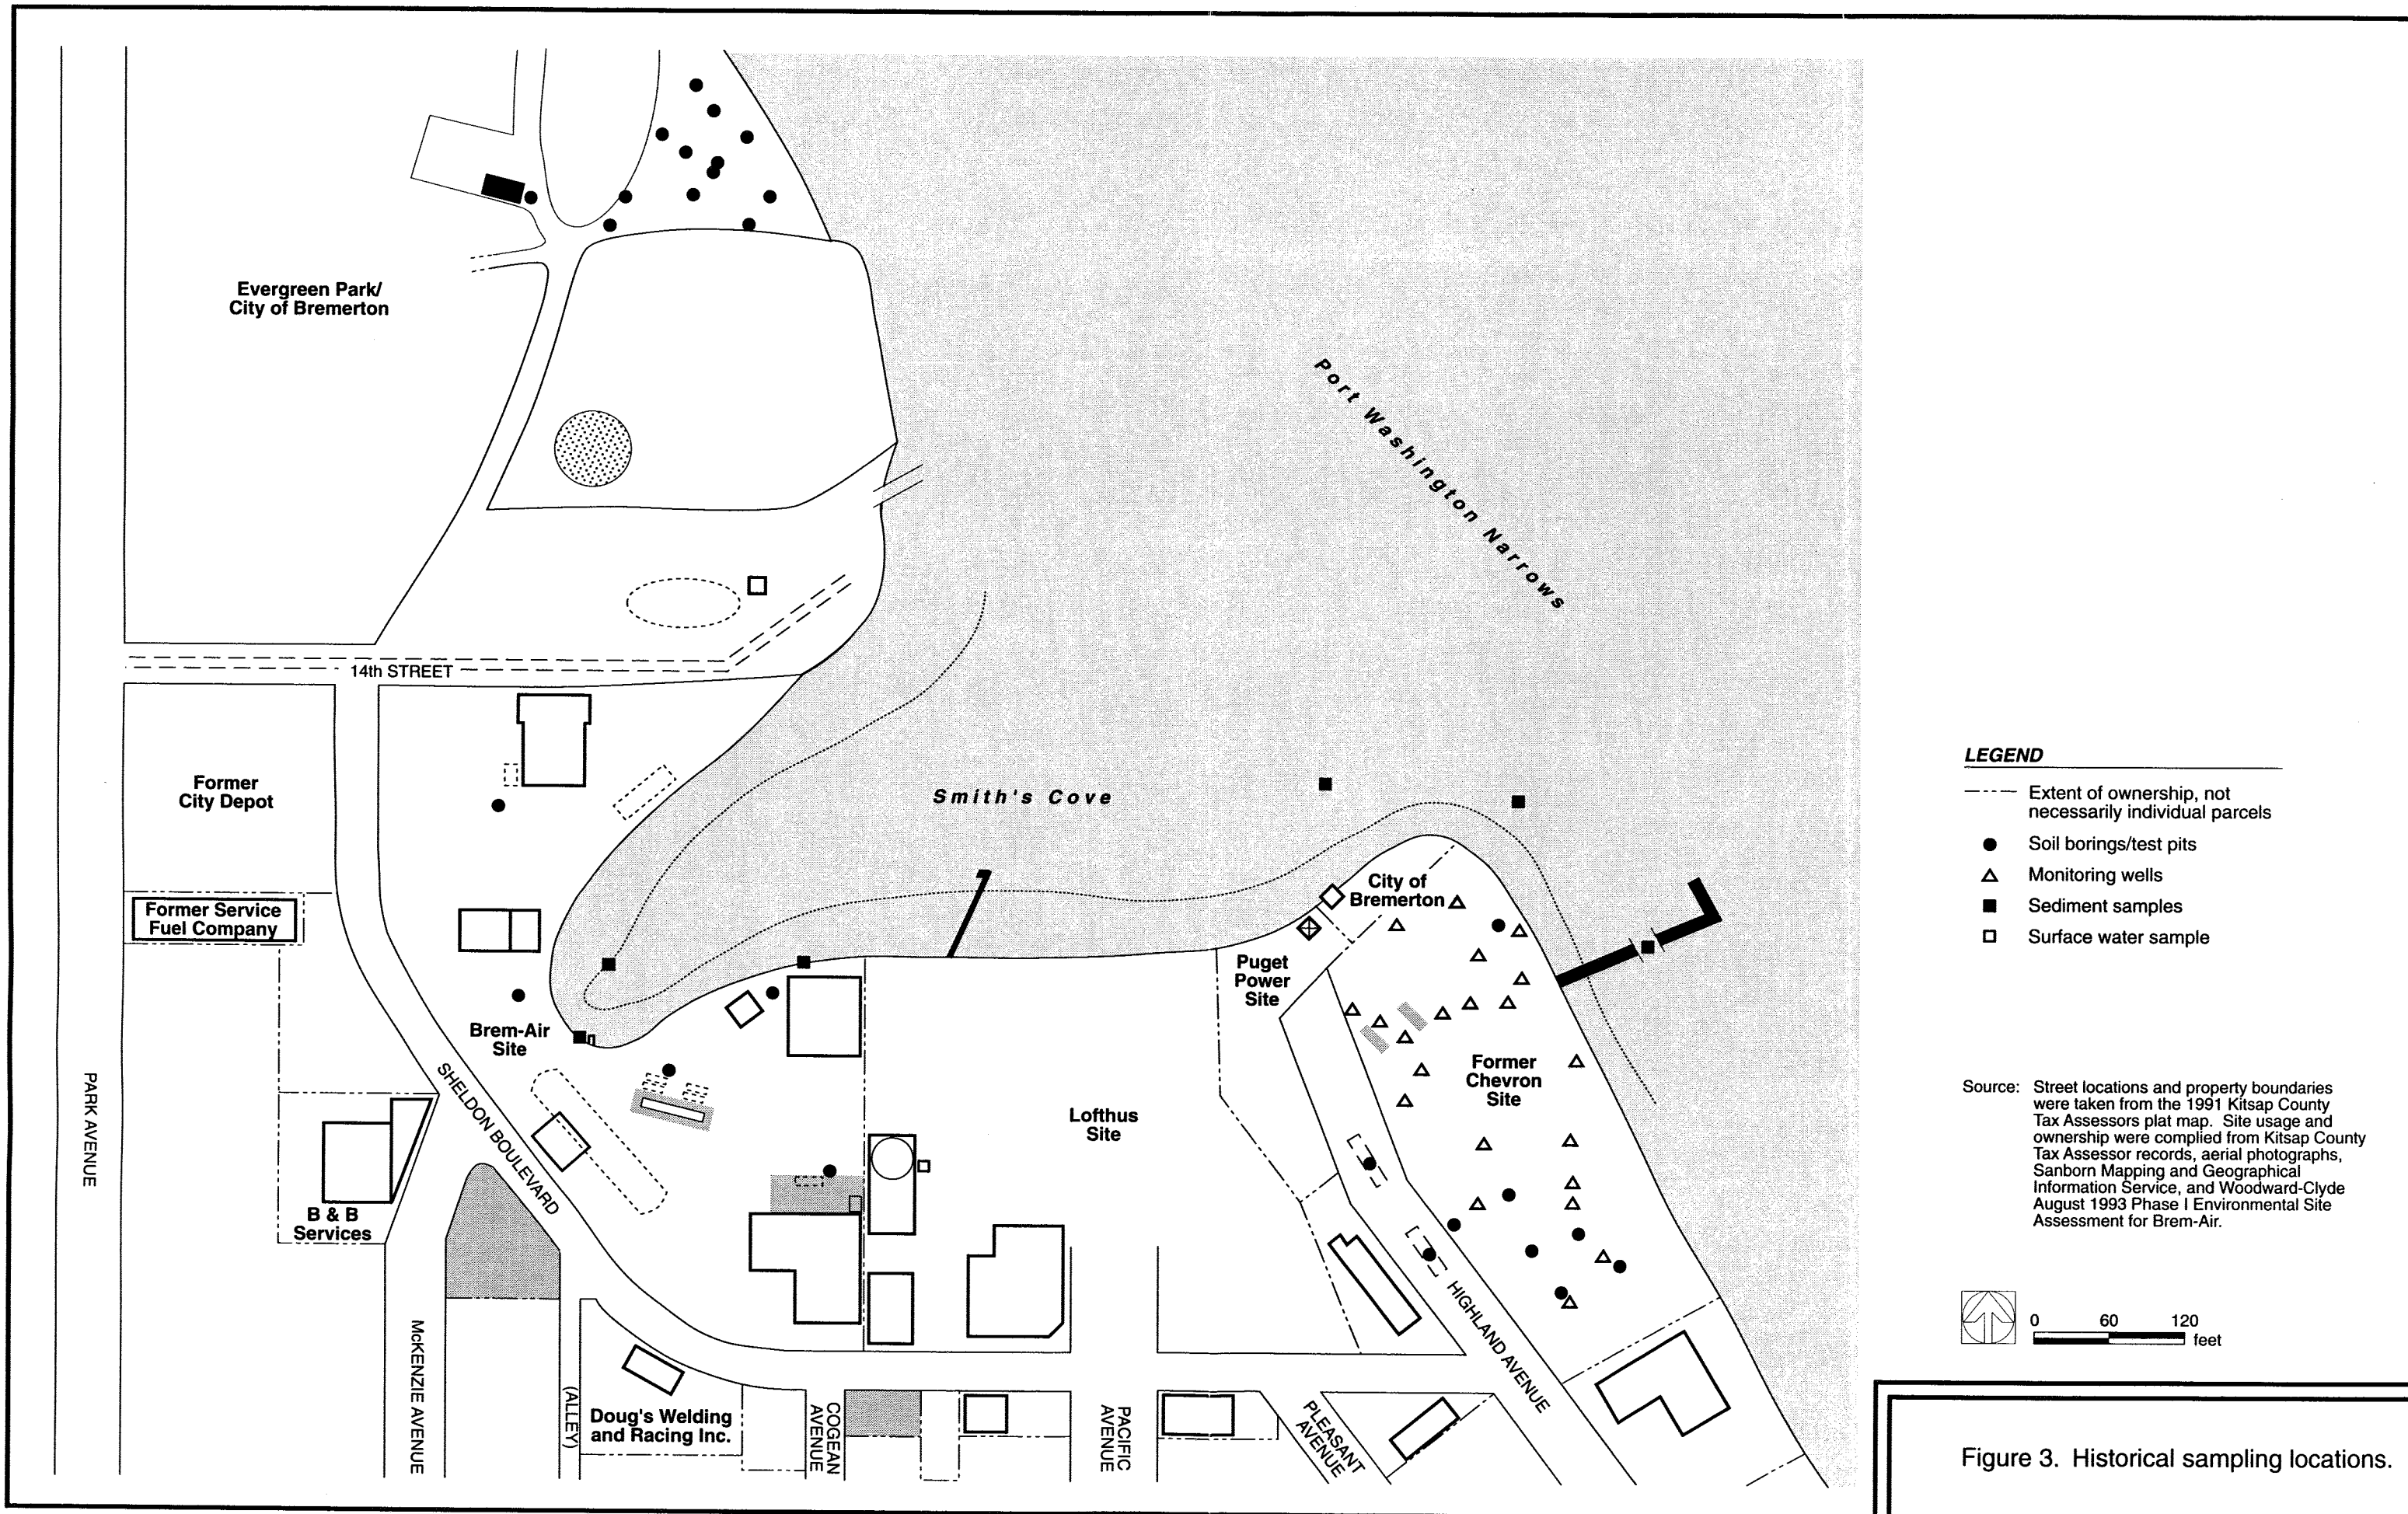 Evergreen Park/
City of Bremerton
Port Washington Narrows
14th STREET
Former
City Depot
Smith's Cove
Former Service
Fuel Company
City of
Bremerton
Puget
Power
Site
Brem-Air
Site
Former
Chevron
Site
Lofthus
Site
PARK AVENUE
SHELDON BOULEVARD
B & B
Services
HIGHLAND AVENUE
McKENZIE AVENUE
(ALLEY)
Doug's Welding
and Racing Inc.
COGEAN
AVENUE
PACIFIC
AVENUE
PLEASANT
AVENUE
LEGEND
Extent of ownership, not
necessarily individual parcels
Soil borings/test pits
Monitoring wells
Sediment samples
Surface water sample
Source: Street locations and property boundaries
were taken from the 1991 Kitsap County
Tax Assessors plat map. Site usage and
ownership were complied from Kitsap County
Tax Assessor records, aerial photographs,
Sanborn Mapping and Geographical
Information Service, and Woodward-Clyde
August 1993 Phase I Environmental Site
Assessment for Brem-Air.
0 60 120
feet
Figure 3. Historical sampling locations.